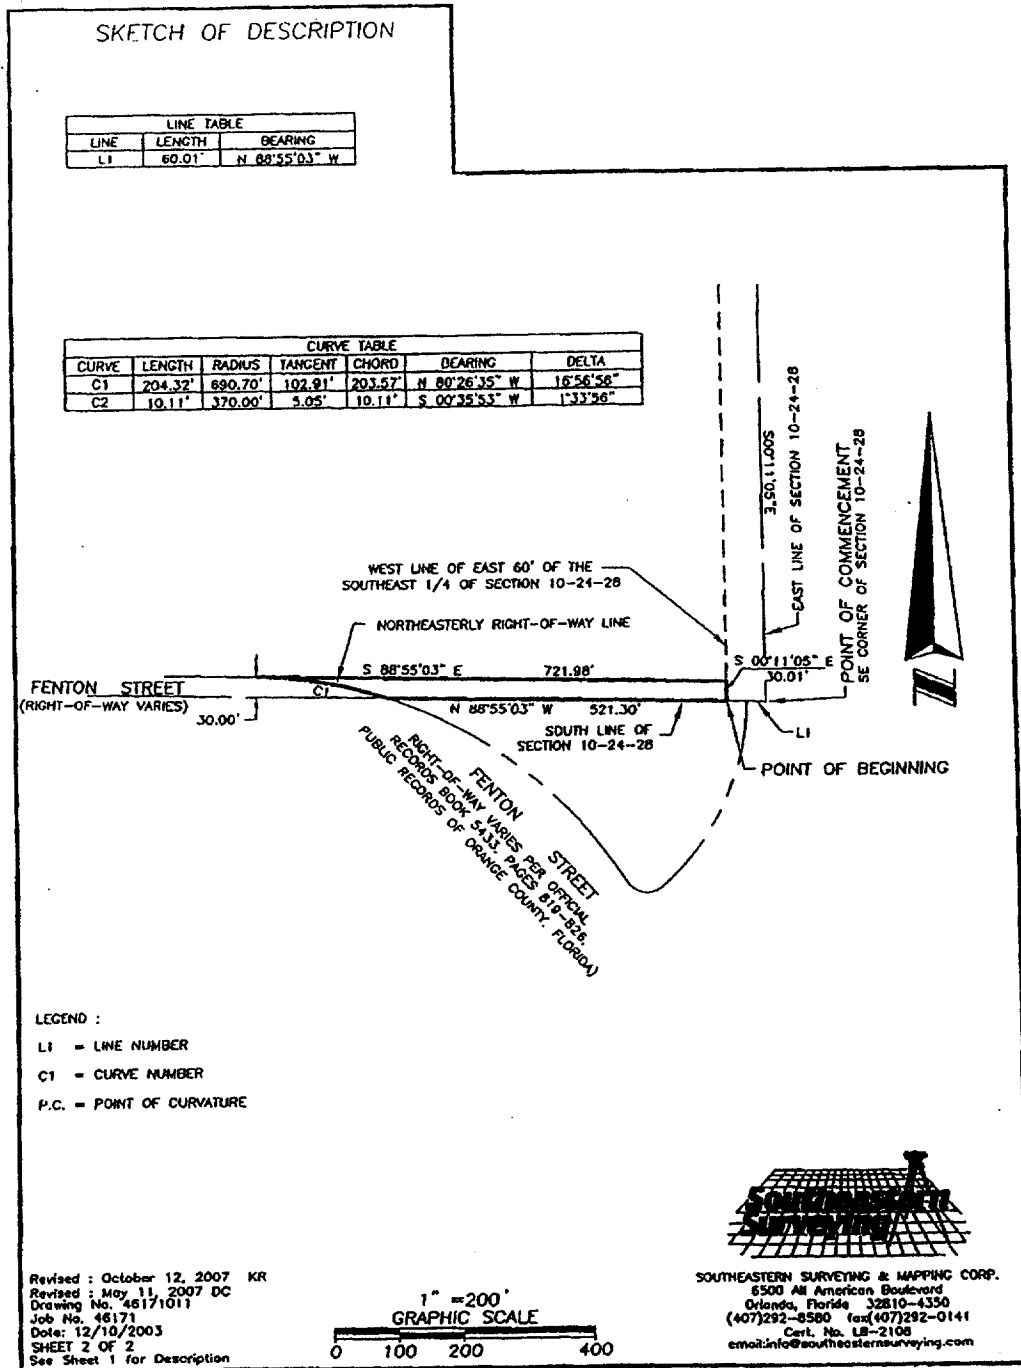 SKETCH OF DESCRIPTION
LINE TABLE
LINE LENGTH BEARING
L1 60.01' N 88°55'03" W
CURVE TABLE
CURVE LENGTH RADIUS TANGENT CHORD BEARING DELTA
C1 204.32' 690.70' 102.91' 203.57' N 80°26'35" W 16°56'56"
C2 10.11' 370.00' 5.05' 10.11' S 00°35'53" W 1°33'56"
S00°11'05"E
EAST LINE OF SECTION 10-24-28
POINT OF COMMENCEMENT
SE CORNER OF SECTION 10-24-28
WEST LINE OF EAST 60' OF THE
SOUTHEAST 1/4 OF SECTION 10-24-28
NORTHEASTERLY RIGHT-OF-WAY LINE
S 88°55'03" E 721.98'
S 00°11'05" E
30.01'
FENTON STREET
(RIGHT-OF-WAY VARIES)
30.00'
C1
N 88°55'03" W 521.30'
SOUTH LINE OF
SECTION 10-24-28
L1
POINT OF BEGINNING
FENTON STREET
RIGHT-OF-WAY VARIES PER OFFICIAL
RECORDS BOOK 5433, PAGES 819-826,
PUBLIC RECORDS OF ORANGE COUNTY, FLORIDA)
LEGEND :
L1 = LINE NUMBER
C1 = CURVE NUMBER
P.C. = POINT OF CURVATURE
Southeastern
Surveying
SOUTHEASTERN SURVEYING & MAPPING CORP.
6500 All American Boulevard
Orlando, Florida 32810-4350
(407)292-8580 fax(407)292-0141
Cert. No. LB-2108
email:info@southeasternsurveying.com
Revised : October 12, 2007 KR
Revised : May 11, 2007 DC
Drawing No. 46171011
Job No. 46171
Date: 12/10/2003
SHEET 2 OF 2
See Sheet 1 for Description
1" =200'
GRAPHIC SCALE
0 100 200 400